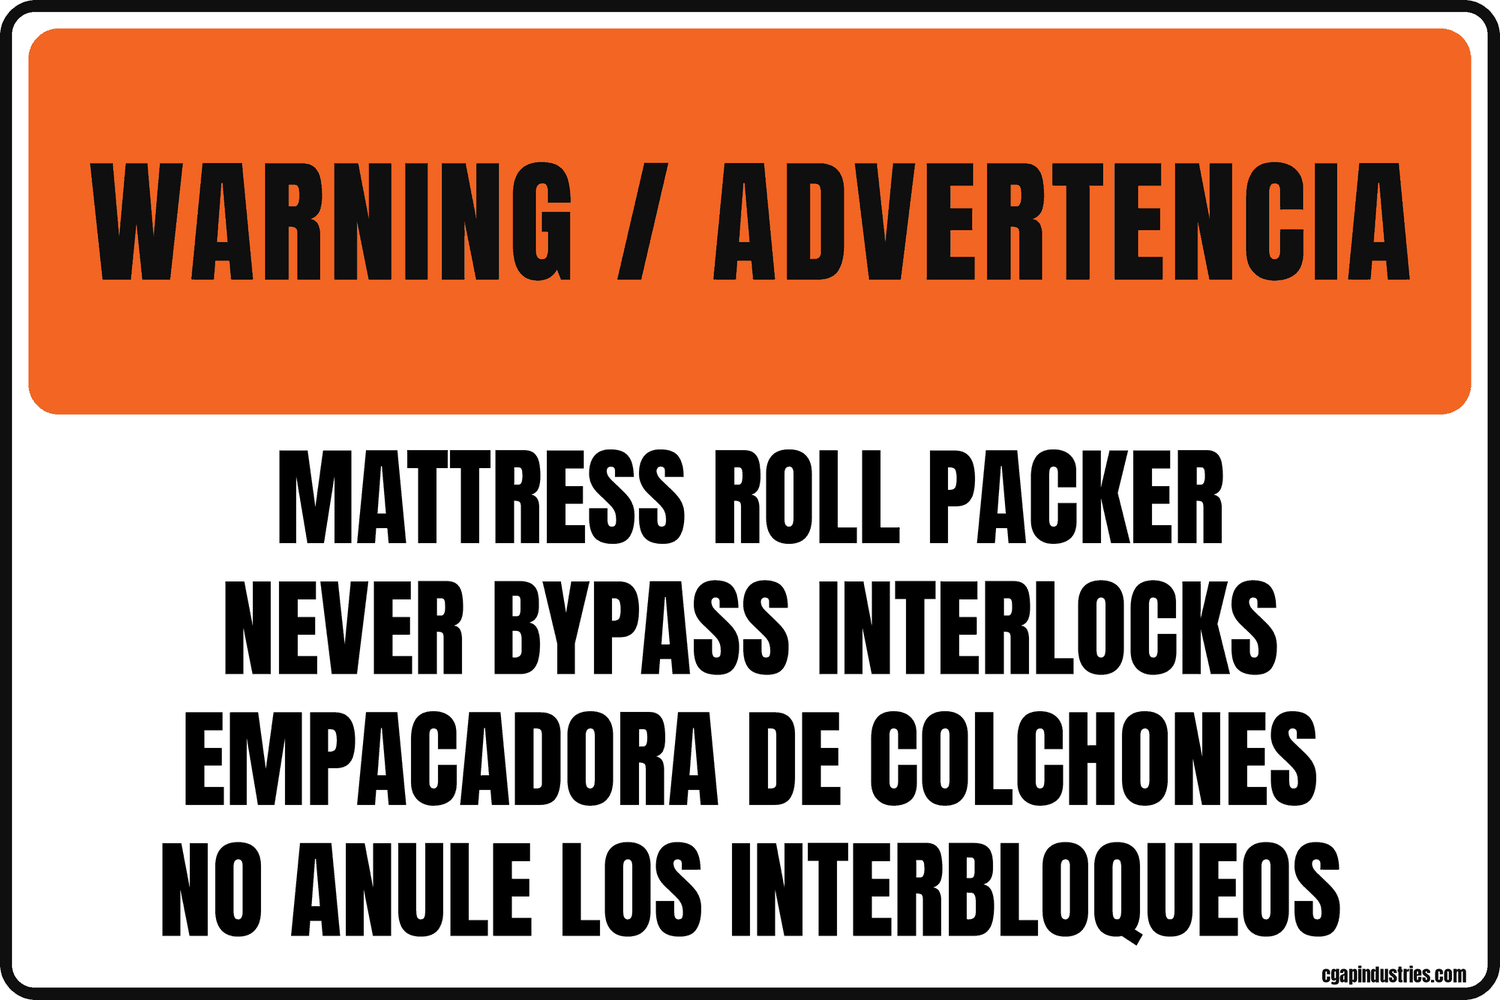 WARNING / ADVERTENCIA
MATTRESS ROLL PACKER
NEVER BYPASS INTERLOCKS
EMPACADORA DE COLCHONES
NO ANULE LOS INTERBLOQUEOS
cgapindustries.com